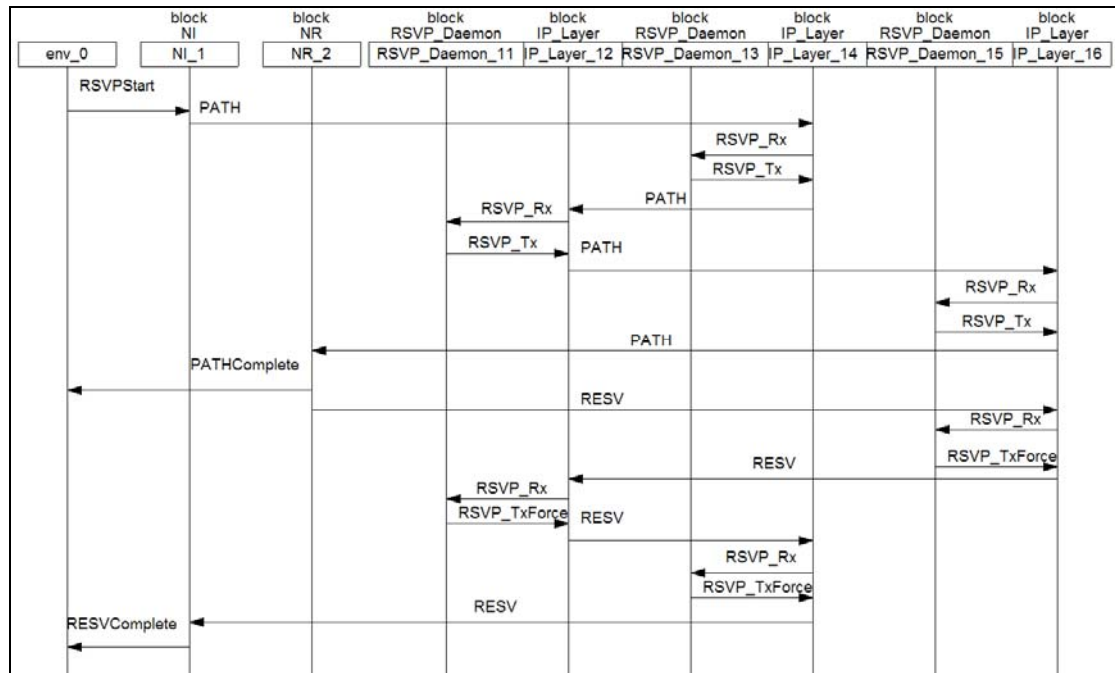 block block block block block block block block
NI NR RSVP_Daemon IP_Layer RSVP_Daemon IP_Layer RSVP_Daemon IP_Layer
env_0 NI_1 NR_2 RSVP_Daemon_11 IP_Layer_12 RSVP_Daemon_13 IP_Layer_14 RSVP_Daemon_15 IP_Layer_16
RSVPStart
PATH
RSVP_Rx
RSVP_Tx
PATH
RSVP_Rx
RSVP_Tx PATH
RSVP_Rx
RSVP_Tx
PATH
PATHComplete
RESV
RSVP_Rx
RSVP_TxForce
RESV
RSVP_Rx
RSVP_TxForce RESV
RSVP_Rx
RSVP_TxForce
RESV
RESVComplete